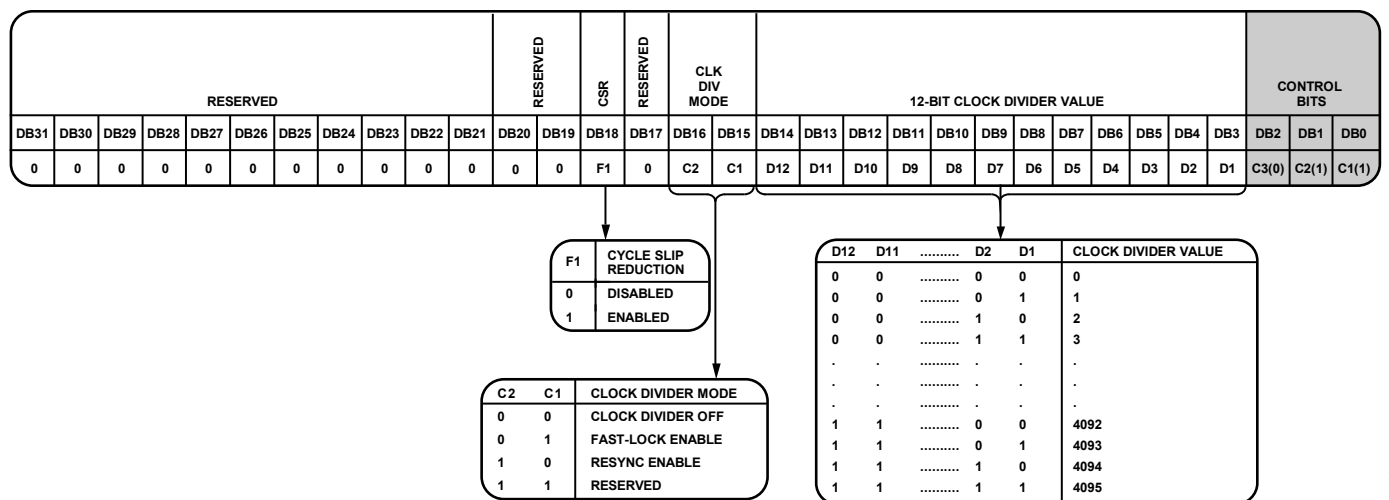 RESERVED
RESERVED
CSR
RESERVED
CLK
DIV
MODE
12-BIT CLOCK DIVIDER VALUE
CONTROL
BITS
DB31 DB30 DB29 DB28 DB27 DB26 DB25 DB24 DB23 DB22 DB21 DB20 DB19 DB18 DB17 DB16 DB15 DB14 DB13 DB12 DB11 DB10 DB9 DB8 DB7 DB6 DB5 DB4 DB3 DB2 DB1 DB0
0 0 0 0 0 0 0 0 0 0 0 0 0 F1 0 C2 C1 D12 D11 D10 D9 D8 D7 D6 D5 D4 D3 D2 D1 C3(0) C2(1) C1(1)
F1 CYCLE SLIP
REDUCTION
0 DISABLED
1 ENABLED
C2 C1 CLOCK DIVIDER MODE
0 0 CLOCK DIVIDER OFF
0 1 FAST-LOCK ENABLE
1 0 RESYNC ENABLE
1 1 RESERVED
D12 D11 .......... D2 D1 CLOCK DIVIDER VALUE
0 0 .......... 0 0 0
0 0 .......... 0 1 1
0 0 .......... 1 0 2
0 0 .......... 1 1 3
. . .......... . . .
. . .......... . . .
. . .......... . . .
1 1 .......... 0 0 4092
1 1 .......... 0 1 4093
1 1 .......... 1 0 4094
1 1 .......... 1 1 4095